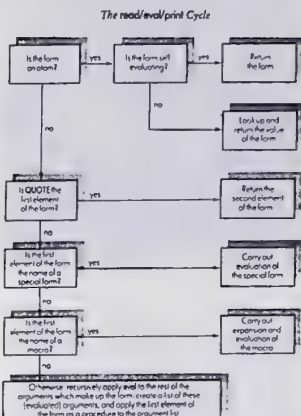 The read/eval/print Cycle
Is the form
an atom?
yes
Is the form self
evaluating?
yes
Return
the form
no
no
Look up and
return the value
of the form
Is QUOTE the
first element
of the form?
yes
Return the
second element
of the form
no
Is the first
element of the form
the name of a
special form?
yes
Carry out
evaluation of
the special form
no
Is the first
element of the form
the name of a
macro?
yes
Carry out
expansion and
evaluation of
the macro
no
Otherwise recursively apply eval to the rest of the
arguments which make up the form, create a list of these
(evaluated) arguments, and apply the first element of
the form as a procedure to the argument list